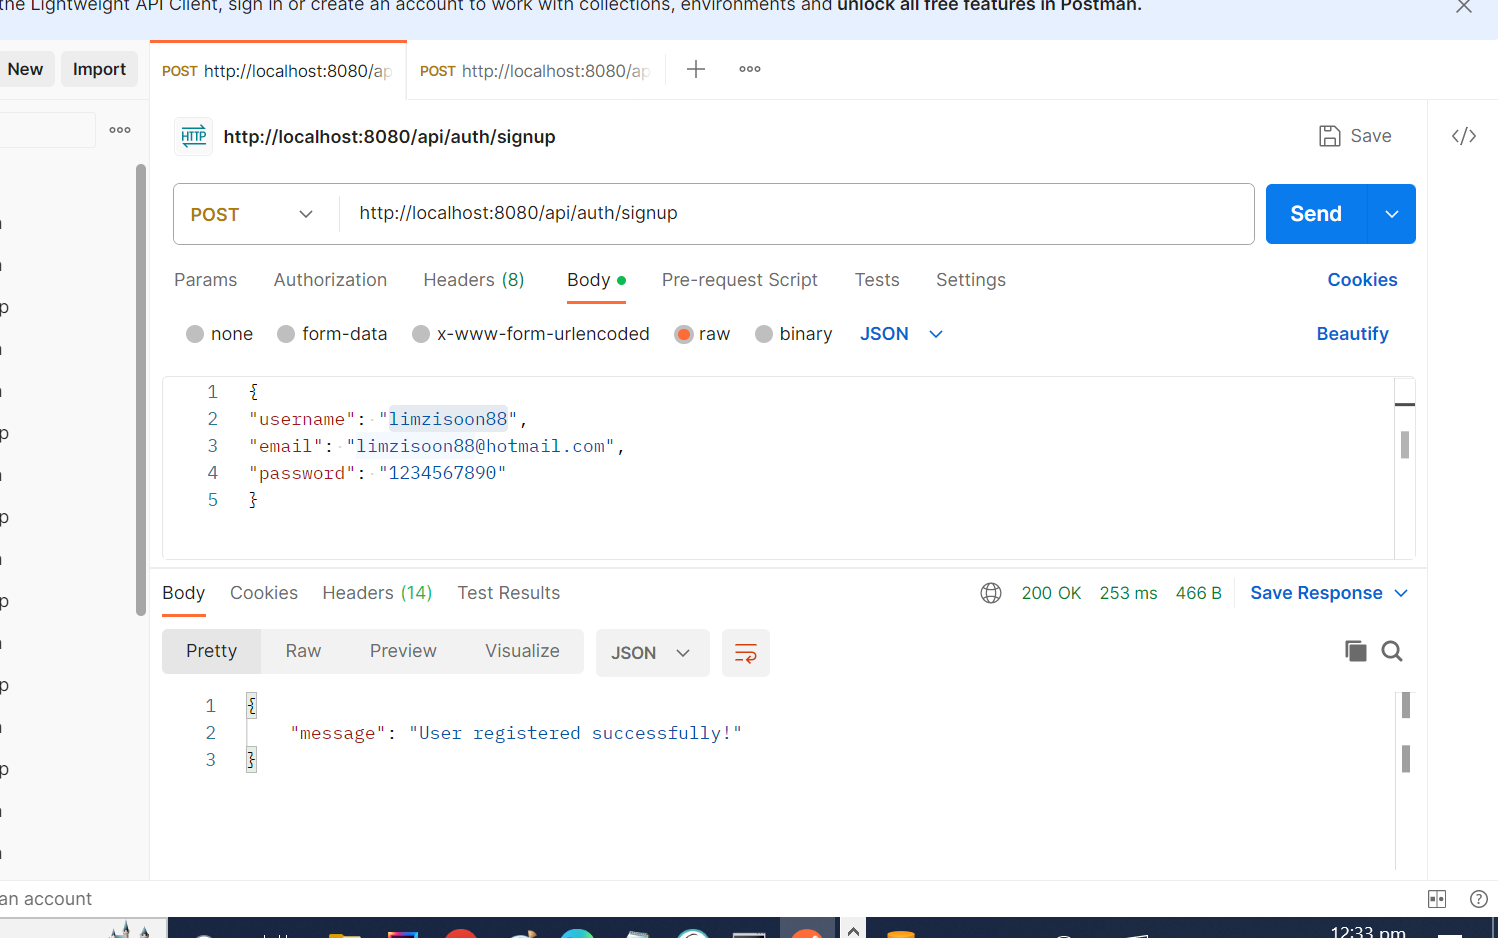 the Lightweight API Client, sign in or create an account to work with collections, environments and unlock all free features in Postman.
New Import
POST http://localhost:8080/ap
POST http://localhost:8080/ap
HTTP http://localhost:8080/api/auth/signup
Save
POST http://localhost:8080/api/auth/signup
Send
Params Authorization Headers (8) Body Pre-request Script Tests Settings Cookies
none form-data x-www-form-urlencoded raw binary JSON Beautify
1 {
2 "username": "limzisoon88",
3 "email": "limzisoon88@hotmail.com",
4 "password": "1234567890"
5 }
Body Cookies Headers (14) Test Results 200 OK 253 ms 466 B Save Response
Pretty Raw Preview Visualize JSON
1 {
2 "message": "User registered successfully!"
3 }
an account
12:33 pm